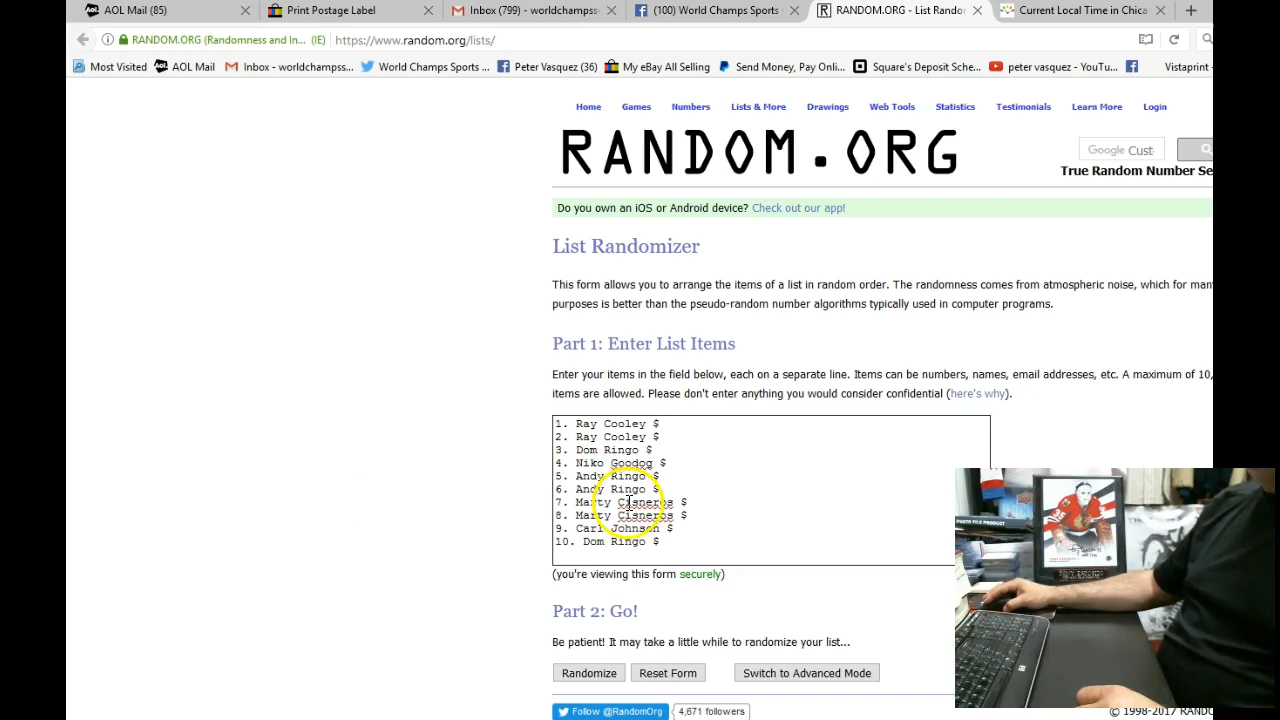 AOL Mail (85)
Print Postage Label
Inbox (799) - worldchampss
(100) World Champs Sports
RANDOM.ORG - List Rando
Current Local Time in Chica
RANDOM.ORG (Randomness and In... (IE)
https://www.random.org/lists/
Most Visited
AOL Mail
Inbox - worldchampss...
World Champs Sports ...
Peter Vasquez (36)
My eBay All Selling
Send Money, Pay Onli...
Square's Deposit Sche...
peter vasquez - YouTu...
Vistaprint
Home
Games
Numbers
Lists & More
Drawings
Web Tools
Statistics
Testimonials
Learn More
Login
RANDOM.ORG
Google Cust
True Random Number Se
Do you own an iOS or Android device? Check out our app!
List Randomizer
This form allows you to arrange the items of a list in random order. The randomness comes from atmospheric noise, which for man
purposes is better than the pseudo-random number algorithms typically used in computer programs.
Part 1: Enter List Items
Enter your items in the field below, each on a separate line. Items can be numbers, names, email addresses, etc. A maximum of 10,
items are allowed. Please don't enter anything you would consider confidential (here's why).
1. Ray Cooley $
2. Ray Cooley $
3. Dom Ringo $
4. Niko Goodog $
5. Andy Ringo $
6. Andy Ringo $
7. Marty Cisneros $
8. Marty Cisneros $
9. Carl Johnson $
10. Dom Ringo $
(you're viewing this form securely)
Part 2: Go!
Be patient! It may take a little while to randomize your list...
Randomize
Reset Form
Switch to Advanced Mode
Follow @RandomOrg
4,671 followers
© 1998-2017 RANDO
PHOTO FILE PRODUCT